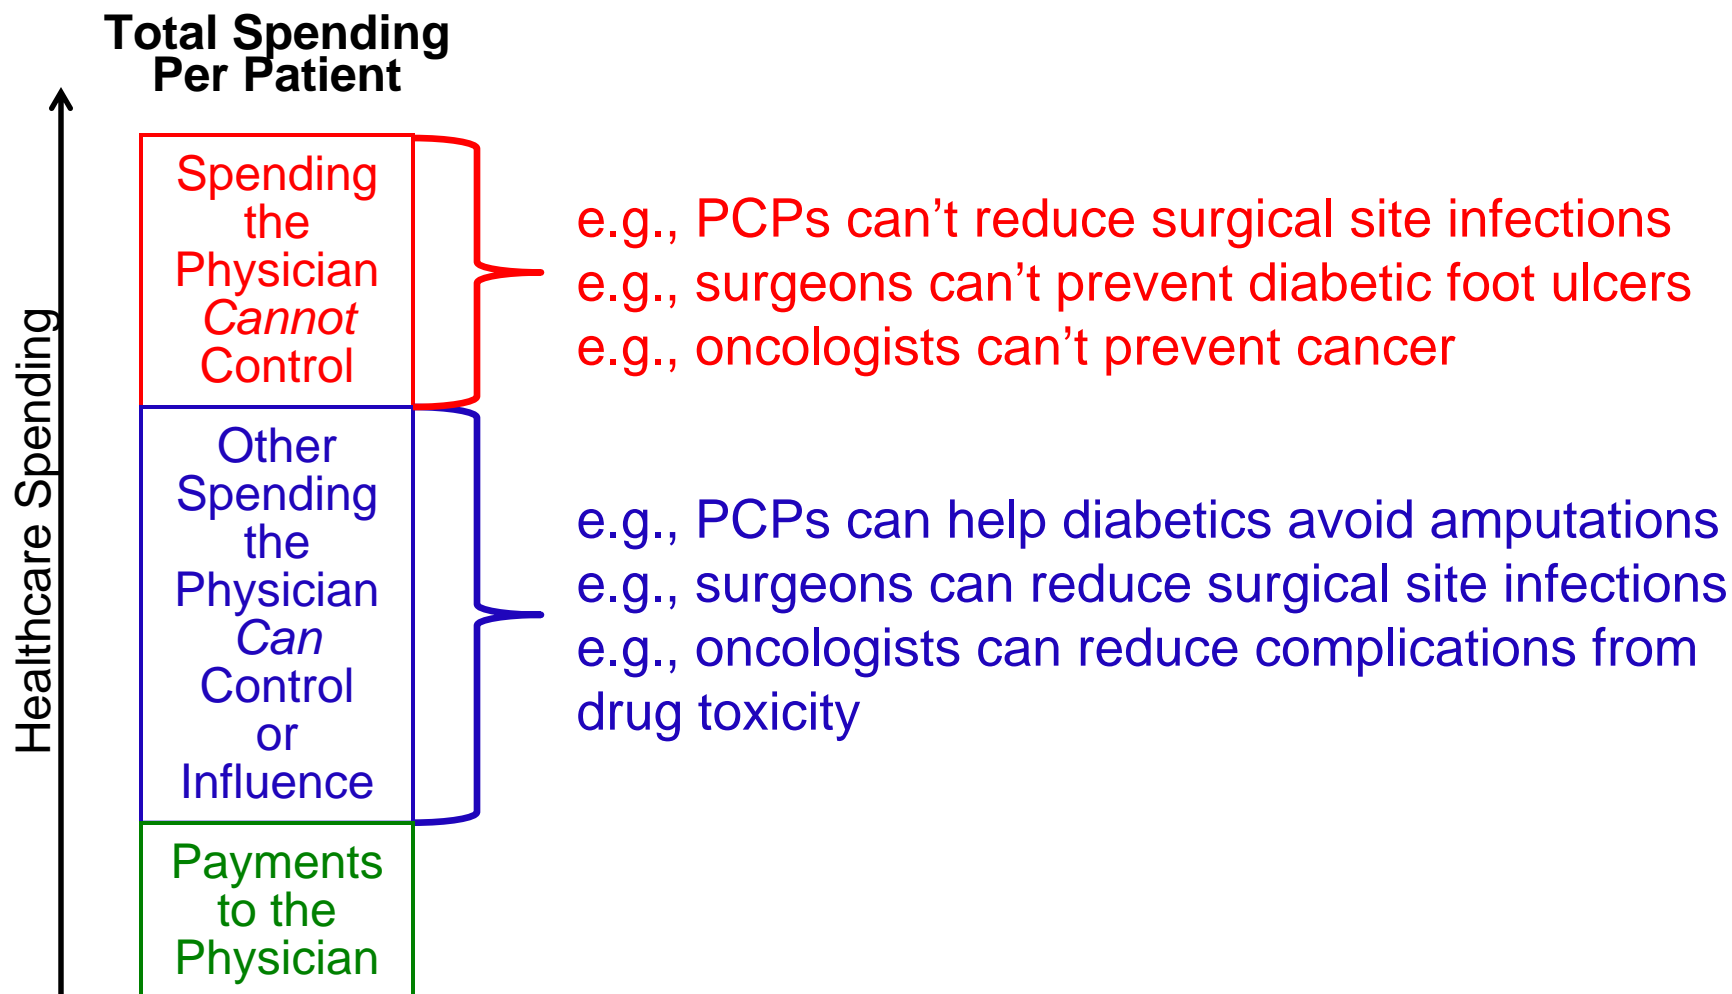 Total Spending
Per Patient
Healthcare Spending
Spending
the
Physician
Cannot
Control
e.g., PCPs can’t reduce surgical site infections
e.g., surgeons can’t prevent diabetic foot ulcers
e.g., oncologists can’t prevent cancer
Other
Spending
the
Physician
Can
Control
or
Influence
e.g., PCPs can help diabetics avoid amputations
e.g., surgeons can reduce surgical site infections
e.g., oncologists can reduce complications from
drug toxicity
Payments
to the
Physician